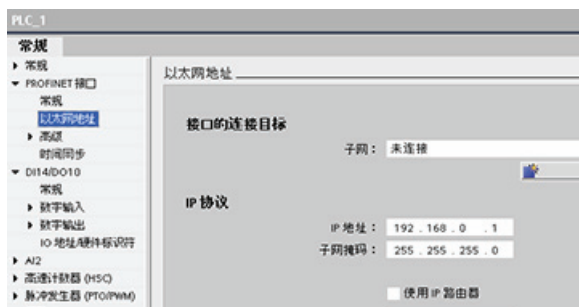 PLC_1
常规
常规
PROFINET 接口
常规
以太网地址
高级
时间同步
DI14/DO10
常规
数字输入
数字输出
IO 地址/硬件标识符
AI2
高速计数器 (HSC)
脉冲发生器 (PTO/PWM)
以太网地址
接口的连接目标
子网： 未连接
IP 协议
IP 地址： 192 . 168 . 0 . 1
子网掩码： 255 . 255 . 255 . 0
使用 IP 路由器